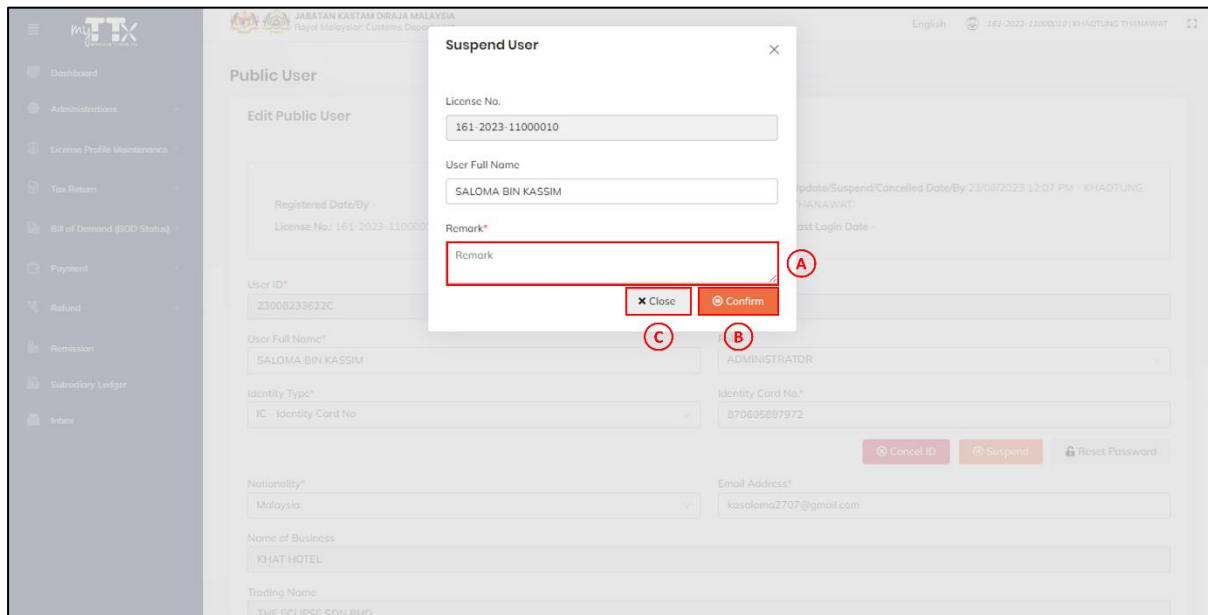 myTTX
JABATAN KASTAM DIRAJA MALAYSIA
Royal Malaysian Customs
English
161-2023-11000010 | KHAOTUNG THANAWAT
Dashboard
Administrations
License Profile Maintenance
Tax Return
Bill of Demand (BOD Status)
Payment
Refund
Remission
Subsidiary Ledger
Inbox
Public User
Edit Public User
Registered Date/By -
License No.: 161-2023-110000
Update/Suspend/Cancelled Date/By 23/08/2023 12:07 PM - KHAOTUNG
THANAWAT
Last Login Date -
Suspend User
×
License No.
161-2023-11000010
User Full Name
SALOMA BIN KASSIM
Remark*
Remark
A
Close
Confirm
C
B
User ID*
23008233622C
User Full Name*
SALOMA BIN KASSIM
ADMINISTRATOR
Identity Type*
Identity Card No.*
IC - Identity Card No
870605897972
Cancel ID
Suspend
Reset Password
Nationality*
Email Address*
Malaysia
kasaloma2707@gmail.com
Name of Business
KHAT HOTEL
Trading Name
THE ECLIPSE SDN BHD